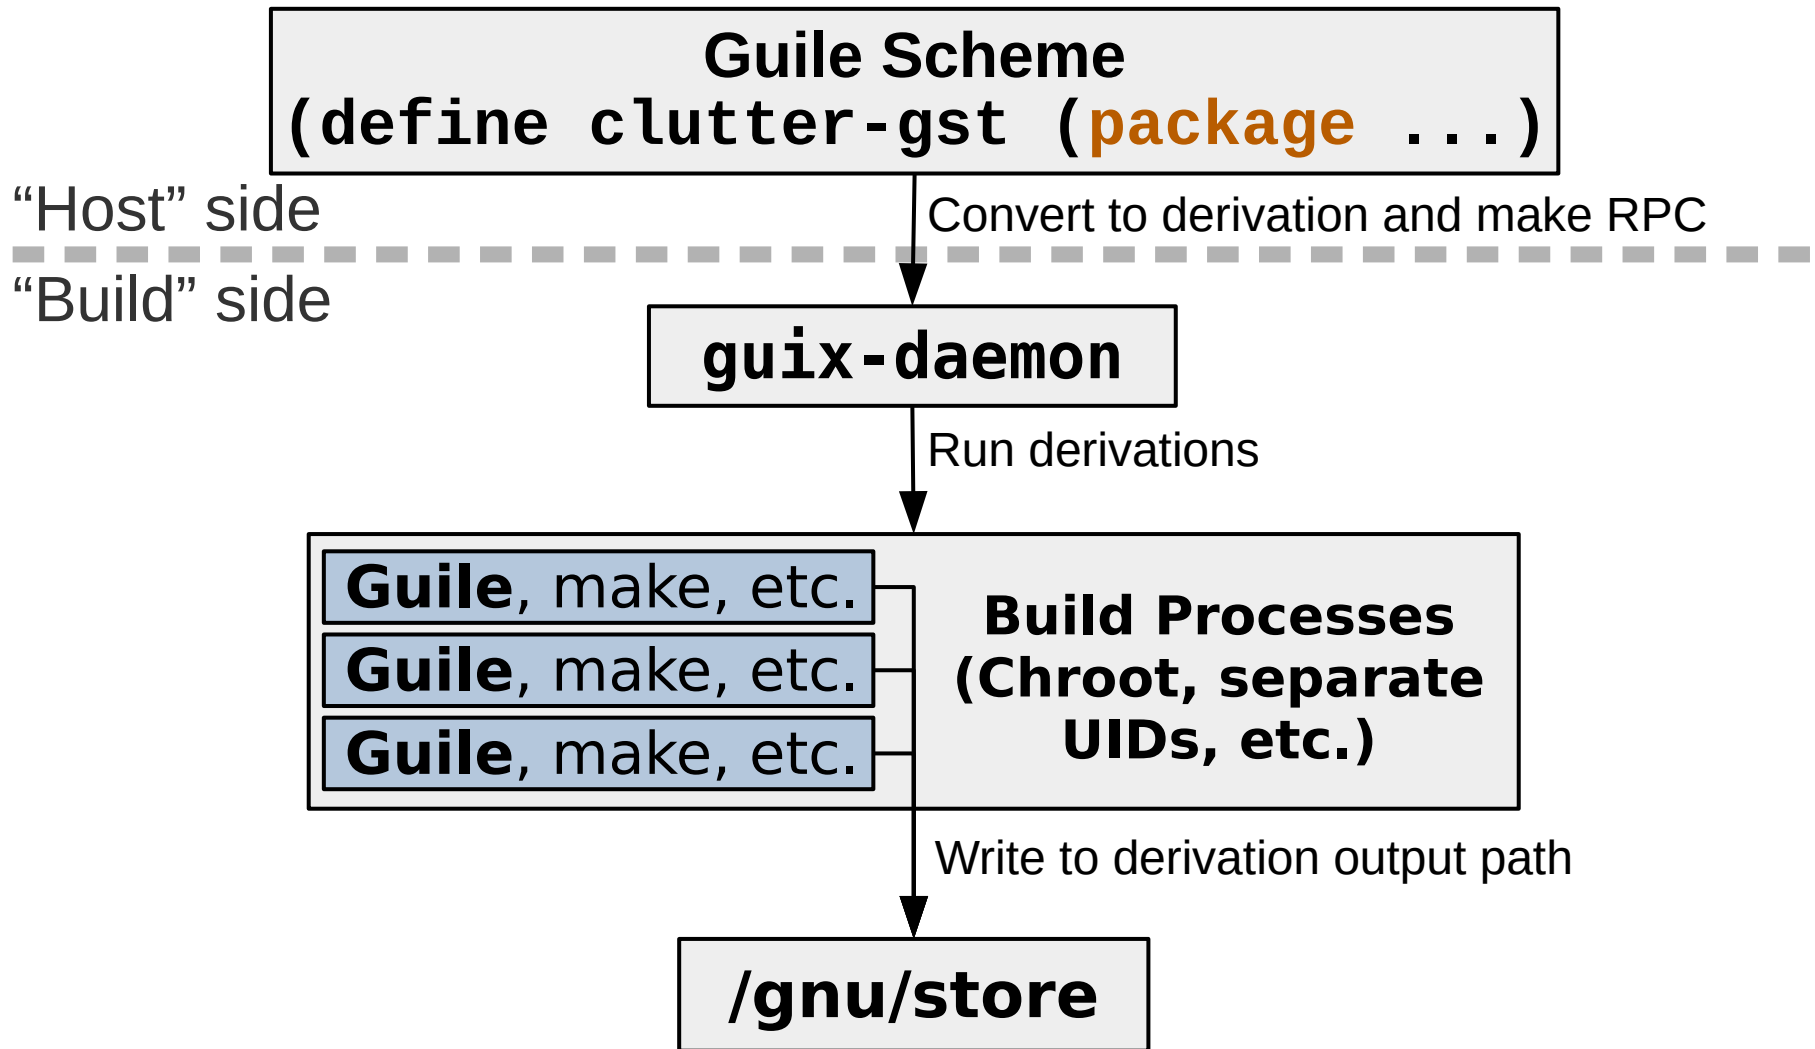 Guile Scheme
(define clutter-gst (package ...)
“Host” side
Convert to derivation and make RPC
“Build” side
guix-daemon
Run derivations
Guile, make, etc.
Guile, make, etc.
Guile, make, etc.
Build Processes
(Chroot, separate
UIDs, etc.)
Write to derivation output path
/gnu/store